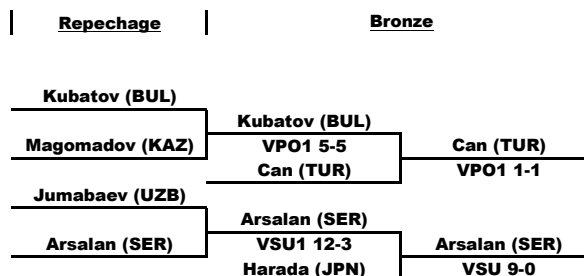 Repechage
Bronze
Kubatov (BUL)
Kubatov (BUL)
Magomadov (KAZ)
VPO1 5-5
Can (TUR)
Can (TUR)
VPO1 1-1
Jumabaev (UZB)
Arsalan (SER)
Arsalan (SER)
VSU1 12-3
Arsalan (SER)
Harada (JPN)
VSU 9-0